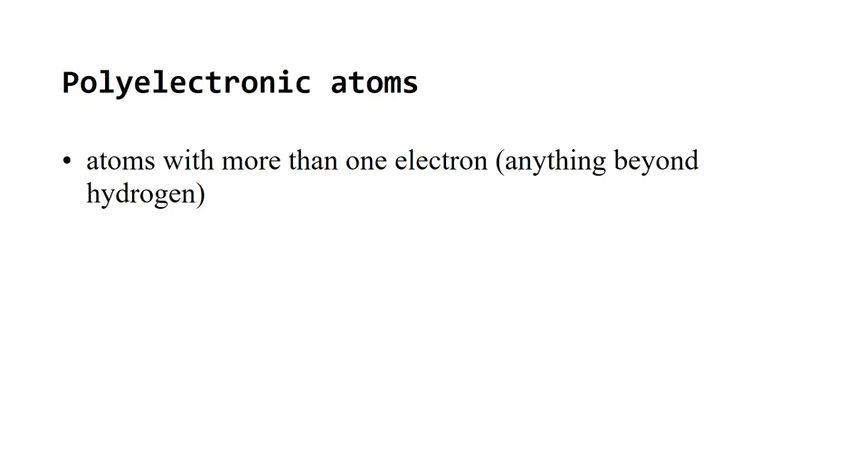 Polyelectronic atoms
• atoms with more than one electron (anything beyond
hydrogen)